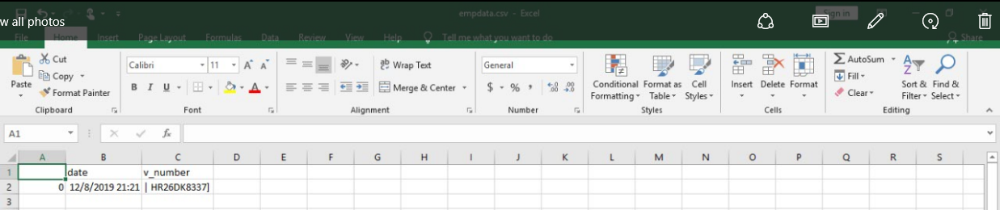 empdata.csv - Excel
Sign in
w all photos
File Home Insert Page Layout Formulas Data Review View Help Tell me what you want to do Share
Cut
Copy
Format Painter
Paste
Clipboard
Calibri 11 A A
B I U A
Font
Wrap Text
Merge & Center
Alignment
General
$ % ,
Number
Conditional Formatting
Format as Table
Cell Styles
Styles
Insert Delete Format
Cells
AutoSum
Fill
Clear
Sort & Filter
Find & Select
Editing
A1 fx
A B C D E F G H I J K L M N O P Q R S
1 date v_number
2 0 12/8/2019 21:21 | HR26DK8337]
3